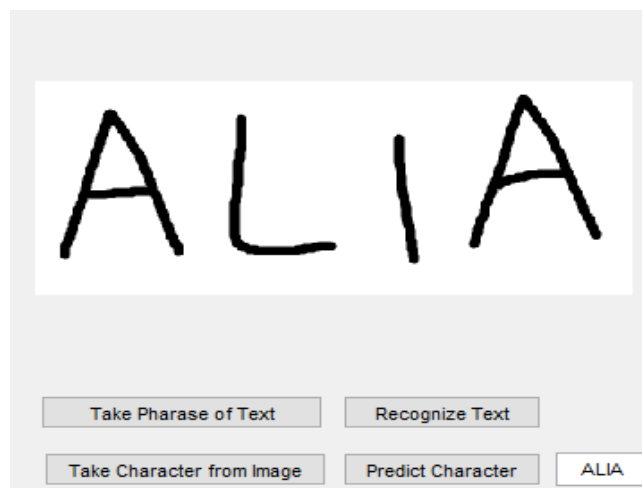 ALIA
Take Pharase of Text Recognize Text
Take Character from Image Predict Character ALIA